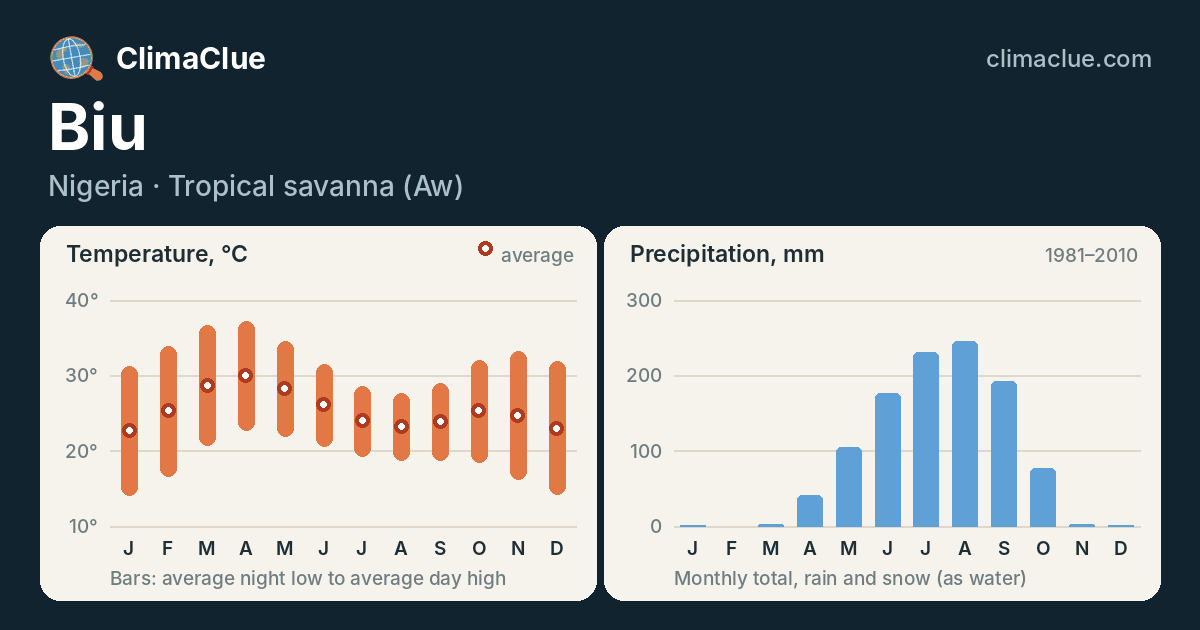 ClimaClue
climaclue.com
Biu
Nigeria · Tropical savanna (Aw)
Temperature, °C
average
40°
30°
20°
10°
J F M A M J J A S O N D
Bars: average night low to average day high
Precipitation, mm
1981–2010
300
200
100
0
J F M A M J J A S O N D
Monthly total, rain and snow (as water)